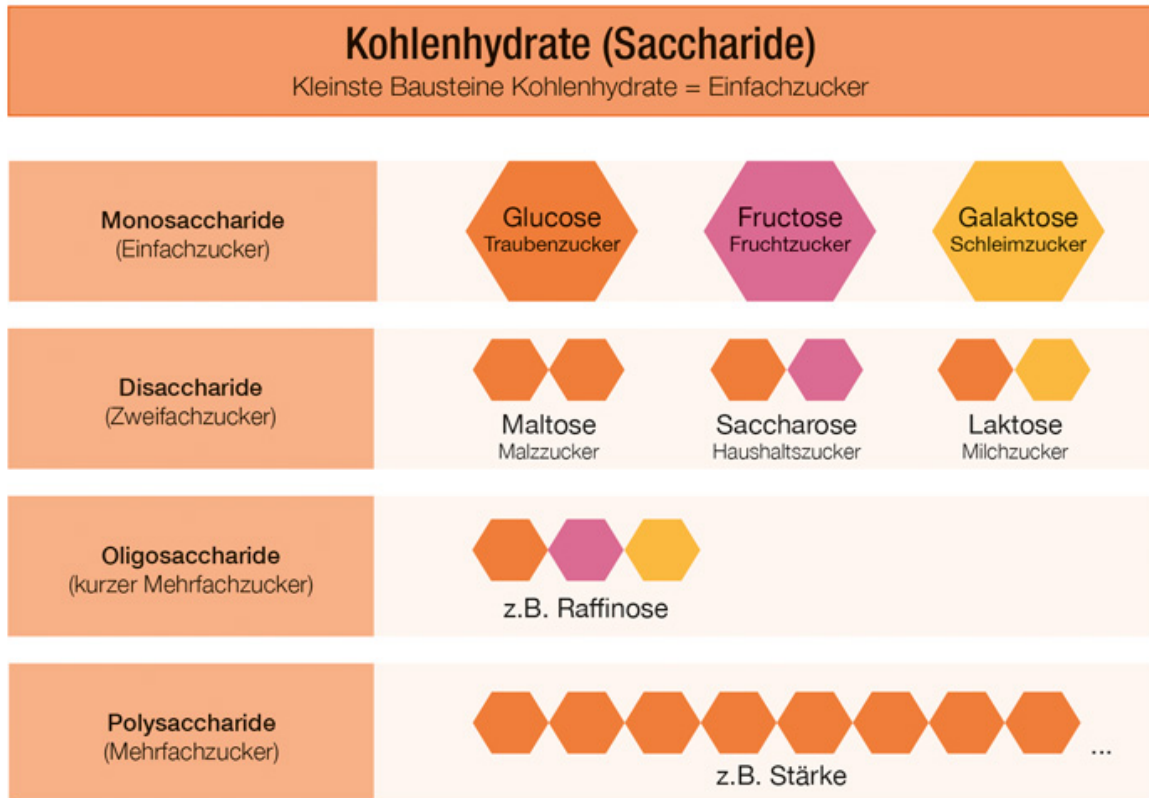 Kohlenhydrate (Saccharide)
Kleinste Bausteine Kohlenhydrate = Einfachzucker
Monosaccharide
(Einfachzucker)
Glucose
Traubenzucker
Fructose
Fruchtzucker
Galaktose
Schleimzucker
Disaccharide
(Zweifachzucker)
Maltose
Malzzucker
Saccharose
Haushaltszucker
Laktose
Milchzucker
Oligosaccharide
(kurzer Mehrfachzucker)
z.B. Raffinose
Polysaccharide
(Mehrfachzucker)
...
z.B. Stärke